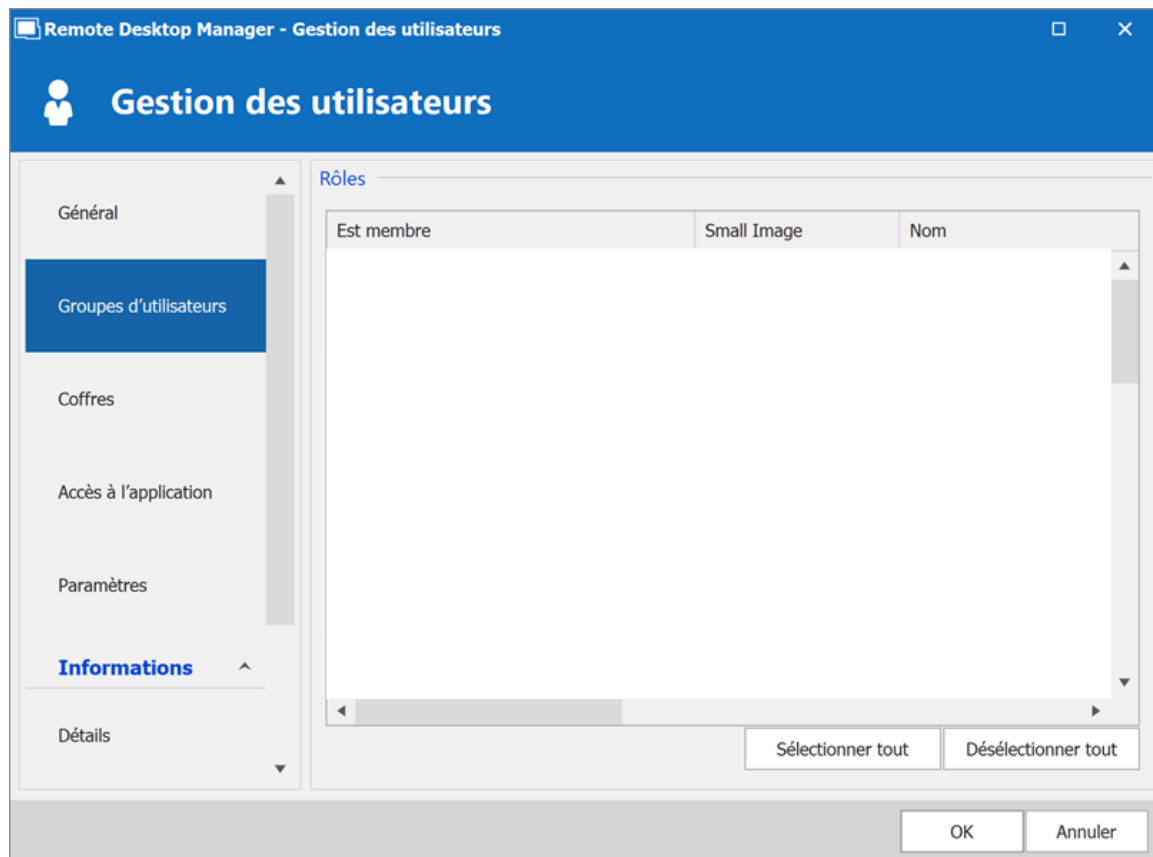 Remote Desktop Manager - Gestion des utilisateurs
Gestion des utilisateurs
Général
Groupes d’utilisateurs
Coffres
Accès à l’application
Paramètres
Informations
Détails
Rôles
Est membre Small Image Nom
Sélectionner tout Désélectionner tout
OK Annuler